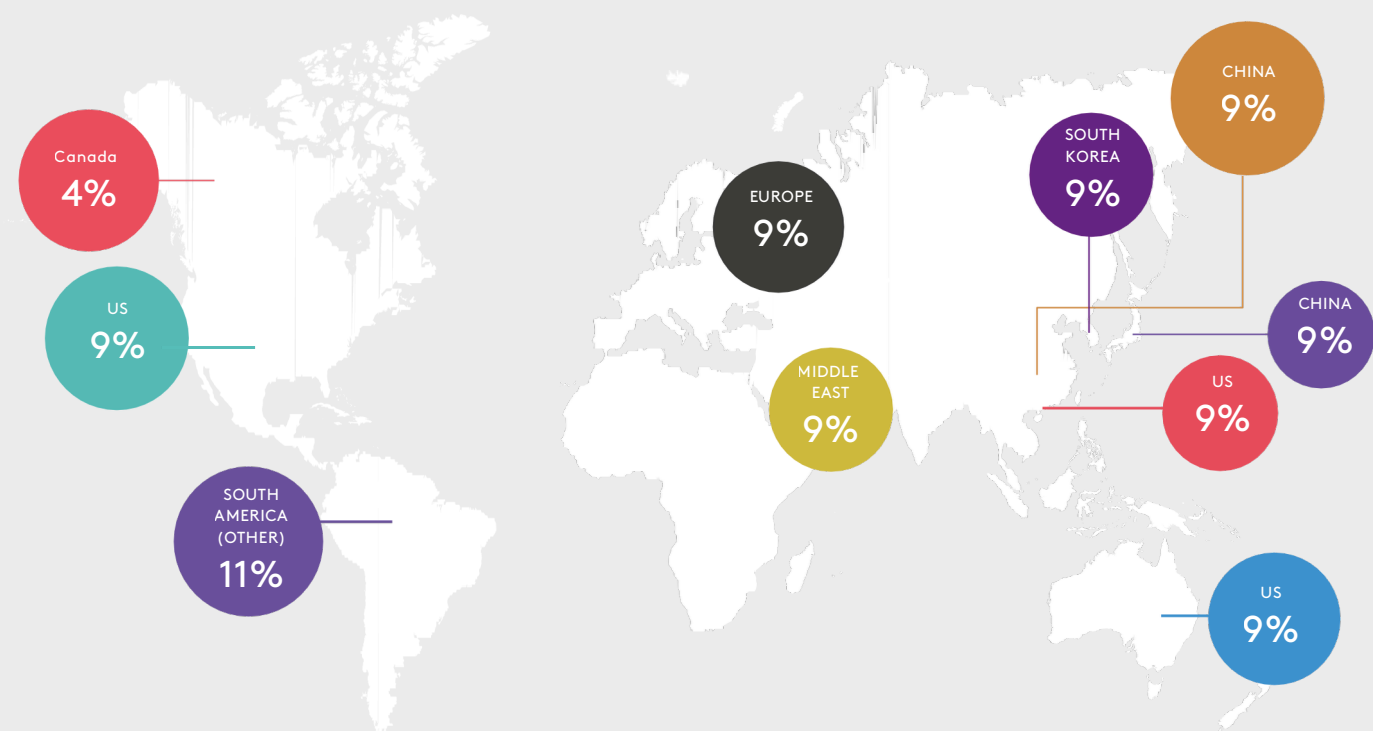 Canada
4%
US
9%
SOUTH
AMERICA
(OTHER)
11%
EUROPE
9%
MIDDLE
EAST
9%
SOUTH
KOREA
9%
CHINA
9%
CHINA
9%
US
9%
US
9%